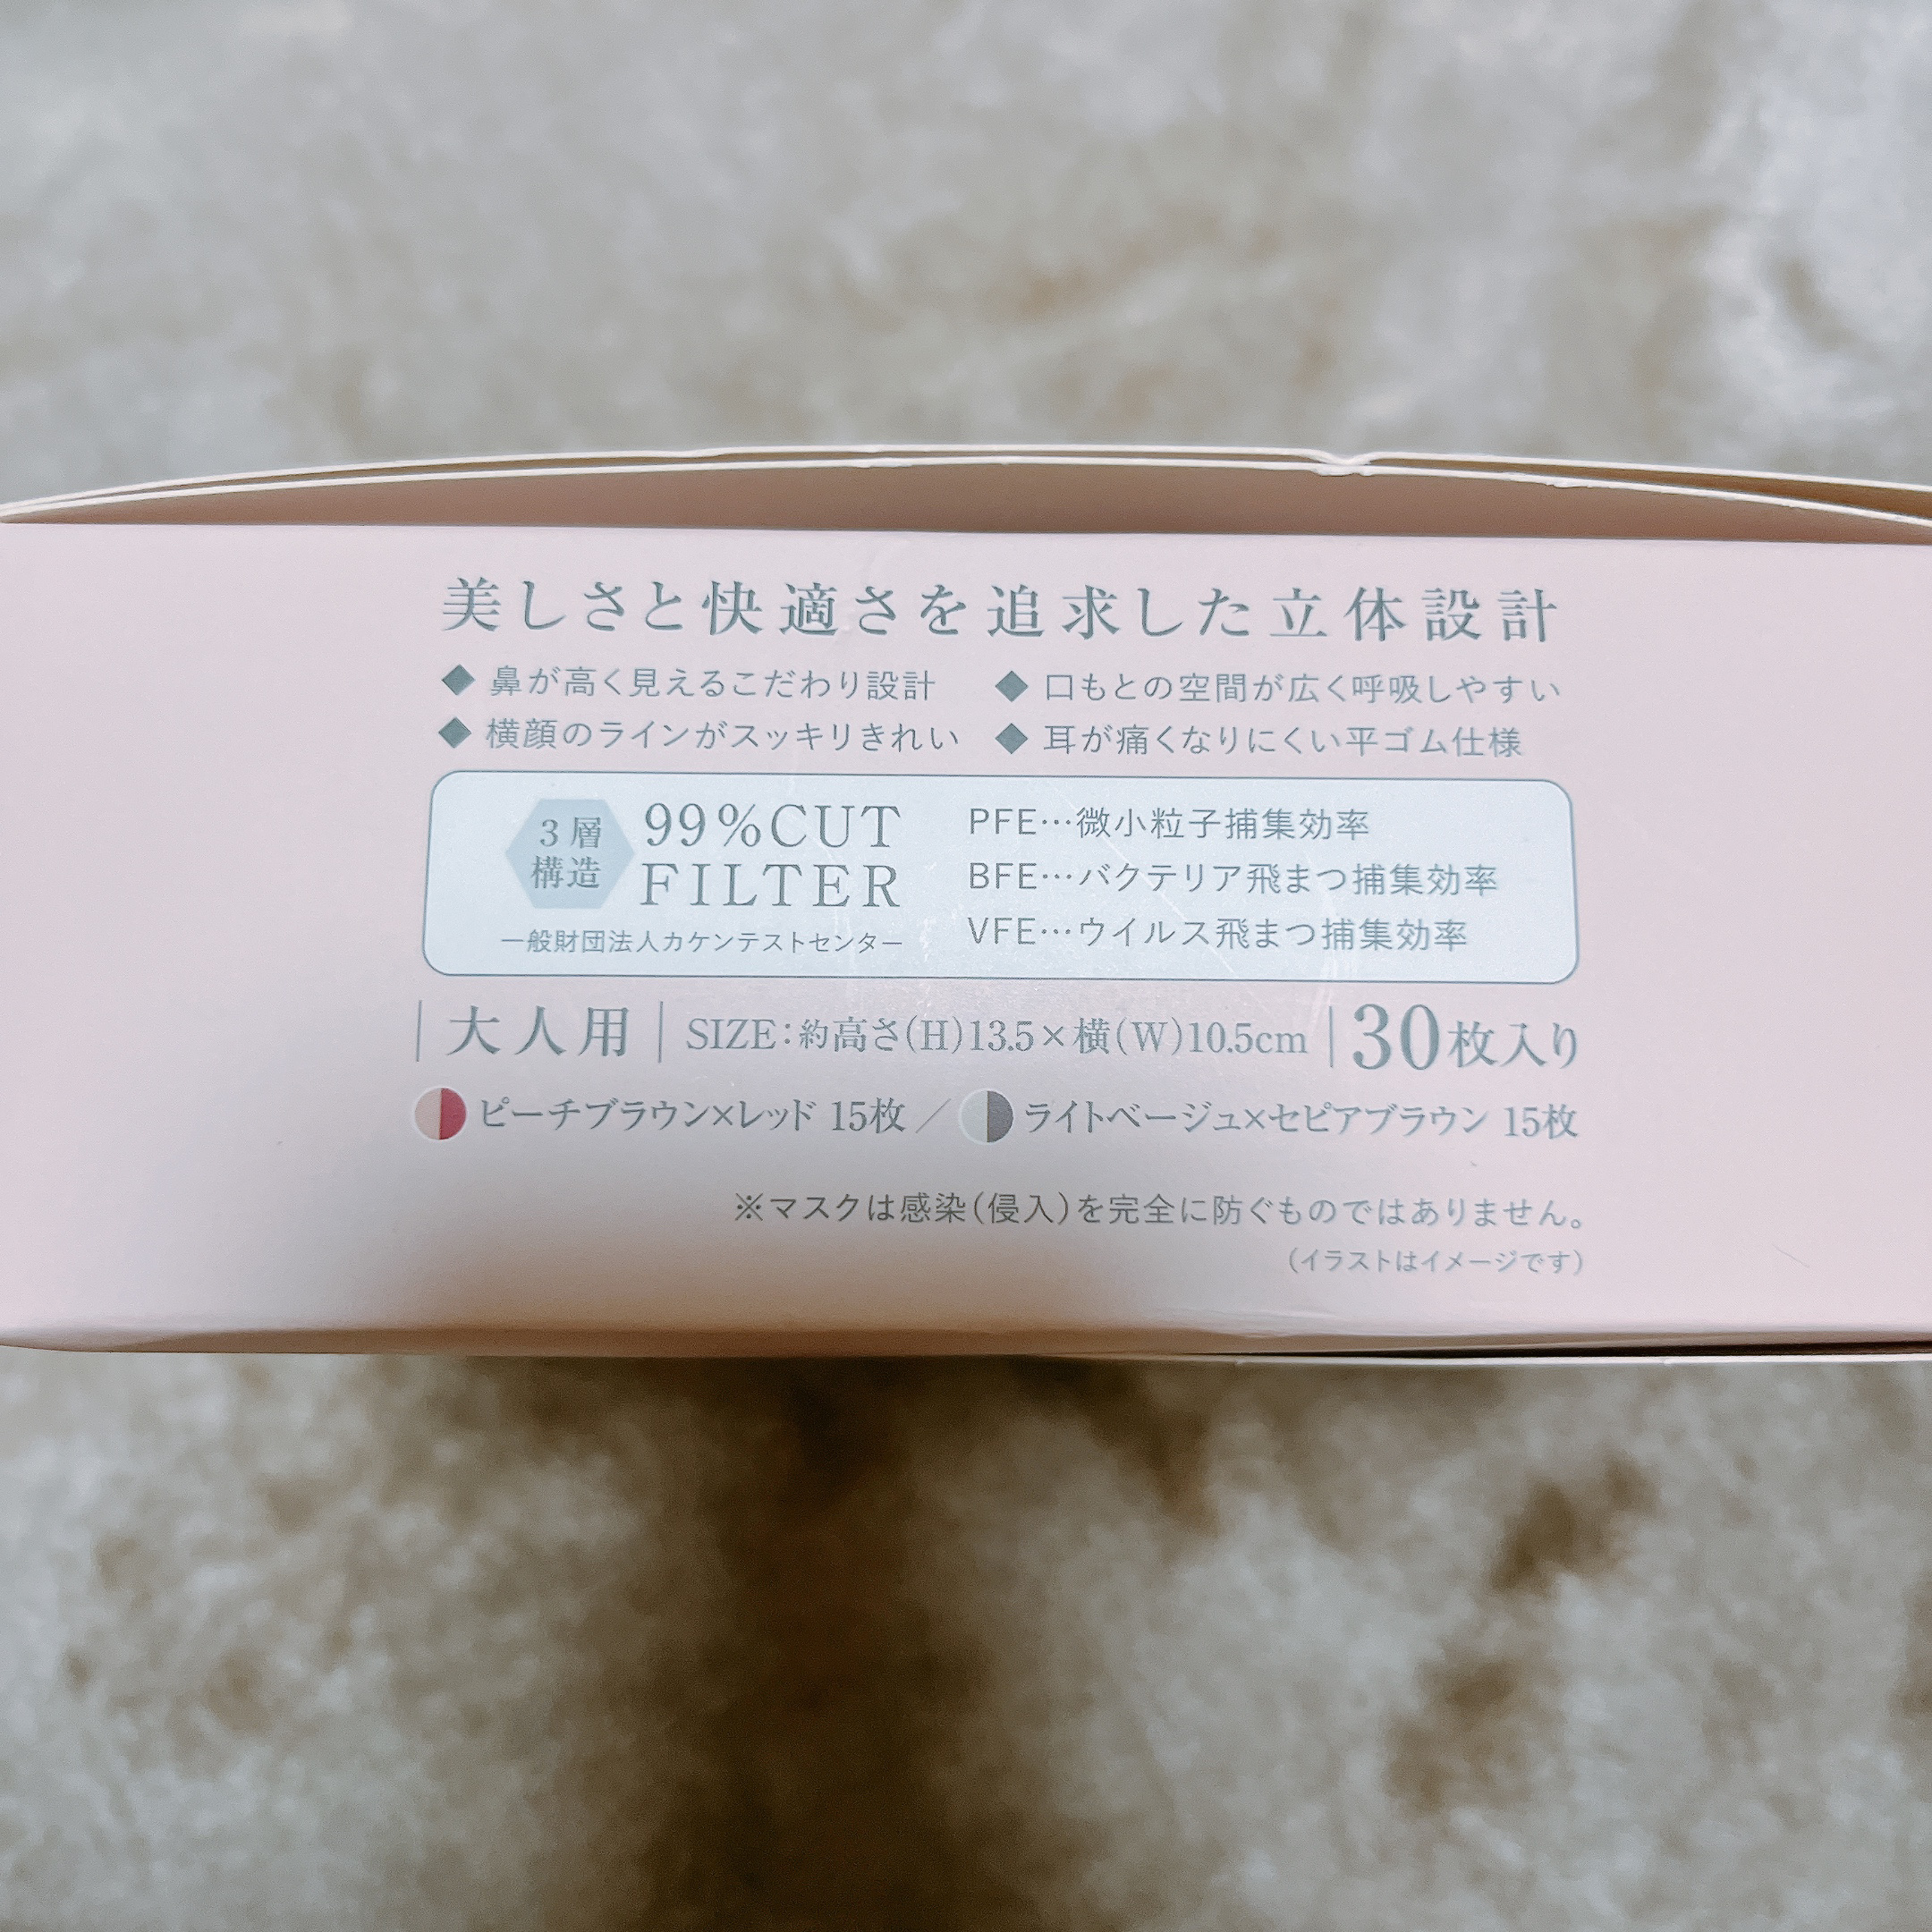 美しさと快適さを追求した立体設計
◆ 鼻が高く見えるこだわり設計 ◆ 口もとの空間が広く呼吸しやすい
◆ 横顔のラインがスッキリきれい ◆ 耳が痛くなりにくい平ゴム仕様
3層
構造
99%CUT
FILTER
一般財団法人カケンテストセンター
PFE…微小粒子捕集効率
BFE…バクテリア飛まつ捕集効率
VFE…ウイルス飛まつ捕集効率
大人用 SIZE:約高さ(H)13.5×横(W)10.5cm 30枚入り
ピーチブラウン×レッド 15枚／ライトベージュ×セピアブラウン 15枚
※マスクは感染(侵入)を完全に防ぐものではありません。
(イラストはイメージです)